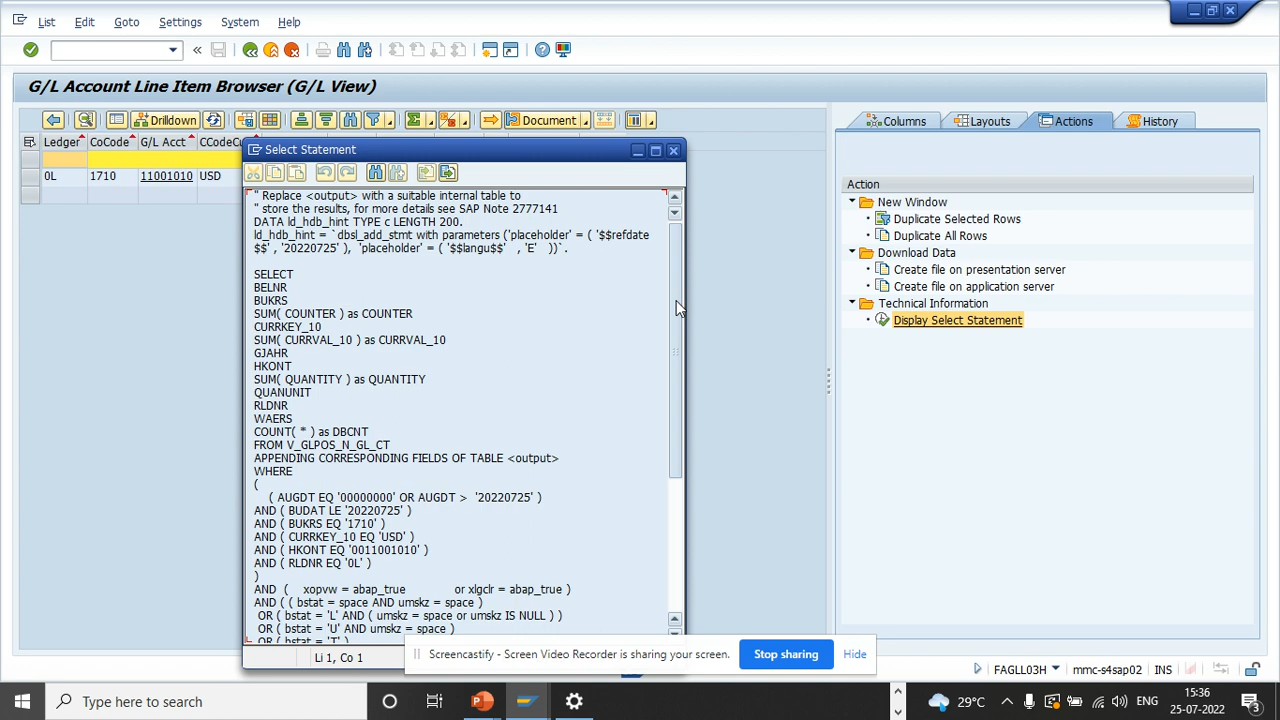 List Edit Goto Settings System Help
G/L Account Line Item Browser (G/L View)
Drilldown Document
Ledger CoCode G/L Acct CCodeCu
0L 1710 11001010 USD
Select Statement
" Replace <output> with a suitable internal table to
" store the results, for more details see SAP Note 2777141
DATA ld_hdb_hint TYPE c LENGTH 200.
ld_hdb_hint = `dbsl_add_stmt with parameters ('placeholder' = ( '$$refdate
$$' , '20220725' ), 'placeholder' = ( '$$langu$$' , 'E' ))`.
SELECT
BELNR
BUKRS
SUM( COUNTER ) as COUNTER
CURRKEY_10
SUM( CURRVAL_10 ) as CURRVAL_10
GJAHR
HKONT
SUM( QUANTITY ) as QUANTITY
QUANUNIT
RLDNR
WAERS
COUNT( * ) as DBCNT
FROM V_GLPOS_N_GL_CT
APPENDING CORRESPONDING FIELDS OF TABLE <output>
WHERE
(
( AUGDT EQ '00000000' OR AUGDT > '20220725' )
AND ( BUDAT LE '20220725' )
AND ( BUKRS EQ '1710' )
AND ( CURRKEY_10 EQ 'USD' )
AND ( HKONT EQ '0011001010' )
AND ( RLDNR EQ '0L' )
)
AND ( xopvw = abap_true or xlgclr = abap_true )
AND ( ( bstat = space AND umskz = space )
OR ( bstat = 'L' AND ( umskz = space or umskz IS NULL ) )
OR ( bstat = 'U' AND umskz = space )
OR ( bstat = 'T' )
Li 1, Co 1
Columns Layouts Actions History
Action
New Window
Duplicate Selected Rows
Duplicate All Rows
Download Data
Create file on presentation server
Create file on application server
Technical Information
Display Select Statement
Screencastify - Screen Video Recorder is sharing your screen. Stop sharing Hide
FAGLL03H mmc-s4sap02 INS
Type here to search
29°C ENG
15:36
25-07-2022
3